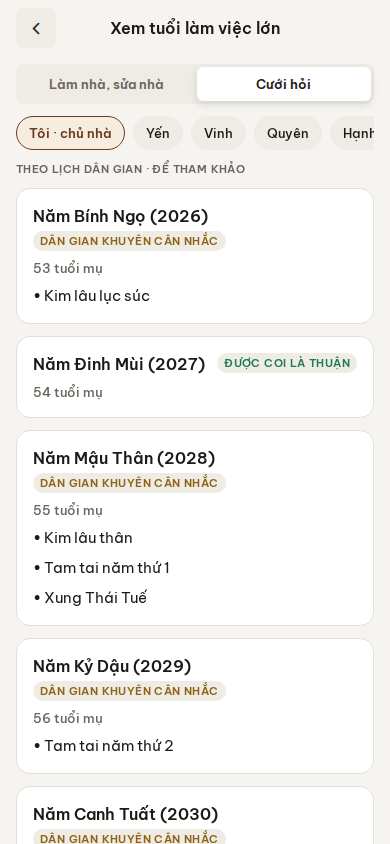 Xem tuổi làm việc lớn
Làm nhà, sửa nhà
Cưới hỏi
Tôi · chủ nhà
Yến
Vinh
Quyên
Hạnh
THEO LỊCH DÂN GIAN · ĐỂ THAM KHẢO
Năm Bính Ngọ (2026)
DÂN GIAN KHUYÊN CÂN NHẮC
53 tuổi mụ
• Kim lâu lục súc
Năm Đinh Mùi (2027)
ĐƯỢC COI LÀ THUẬN
54 tuổi mụ
Năm Mậu Thân (2028)
DÂN GIAN KHUYÊN CÂN NHẮC
55 tuổi mụ
• Kim lâu thân
• Tam tai năm thứ 1
• Xung Thái Tuế
Năm Kỷ Dậu (2029)
DÂN GIAN KHUYÊN CÂN NHẮC
56 tuổi mụ
• Tam tai năm thứ 2
Năm Canh Tuất (2030)
DÂN GIAN KHUYÊN CÂN NHẮC